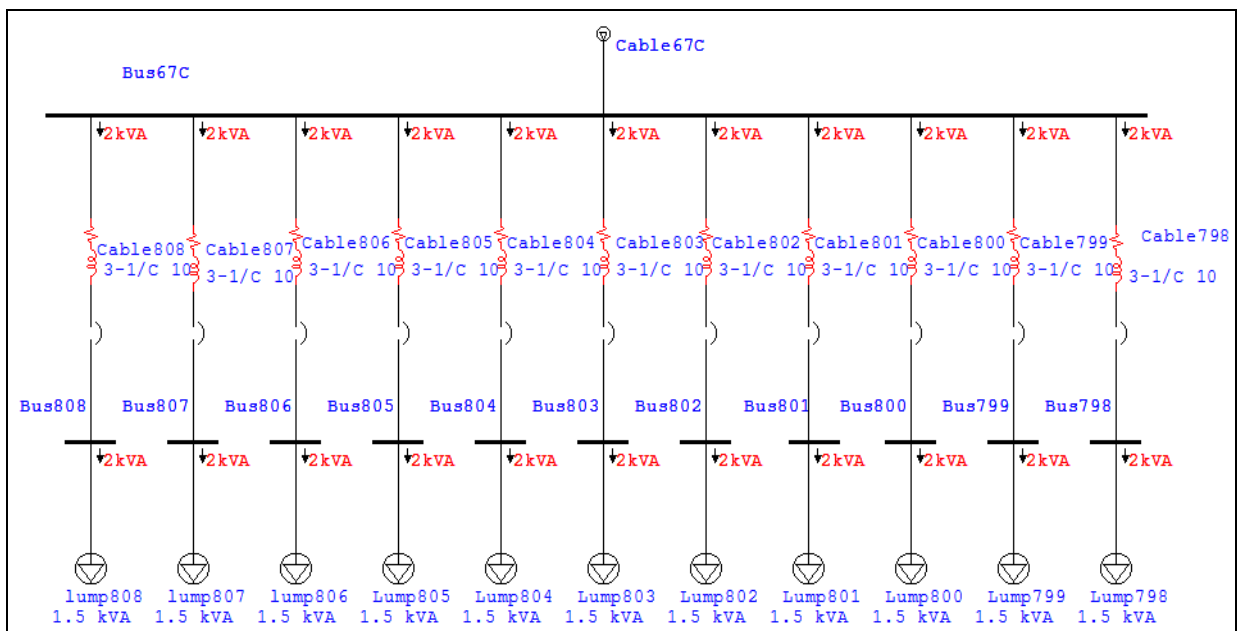 Cable67C
Bus67C
2kVA 2kVA 2kVA 2kVA 2kVA 2kVA 2kVA 2kVA 2kVA 2kVA 2kVA
Cable808 Cable807 Cable806 Cable805 Cable804 Cable803 Cable802 Cable801 Cable800 Cable799 Cable798
3-1/C 10 3-1/C 10 3-1/C 10 3-1/C 10 3-1/C 10 3-1/C 10 3-1/C 10 3-1/C 10 3-1/C 10 3-1/C 10 3-1/C 10
Bus808 Bus807 Bus806 Bus805 Bus804 Bus803 Bus802 Bus801 Bus800 Bus799 Bus798
2kVA 2kVA 2kVA 2kVA 2kVA 2kVA 2kVA 2kVA 2kVA 2kVA 2kVA
lump808 lump807 lump806 Lump805 Lump804 Lump803 Lump802 Lump801 Lump800 Lump799 Lump798
1.5 kVA 1.5 kVA 1.5 kVA 1.5 kVA 1.5 kVA 1.5 kVA 1.5 kVA 1.5 kVA 1.5 kVA 1.5 kVA 1.5 kVA